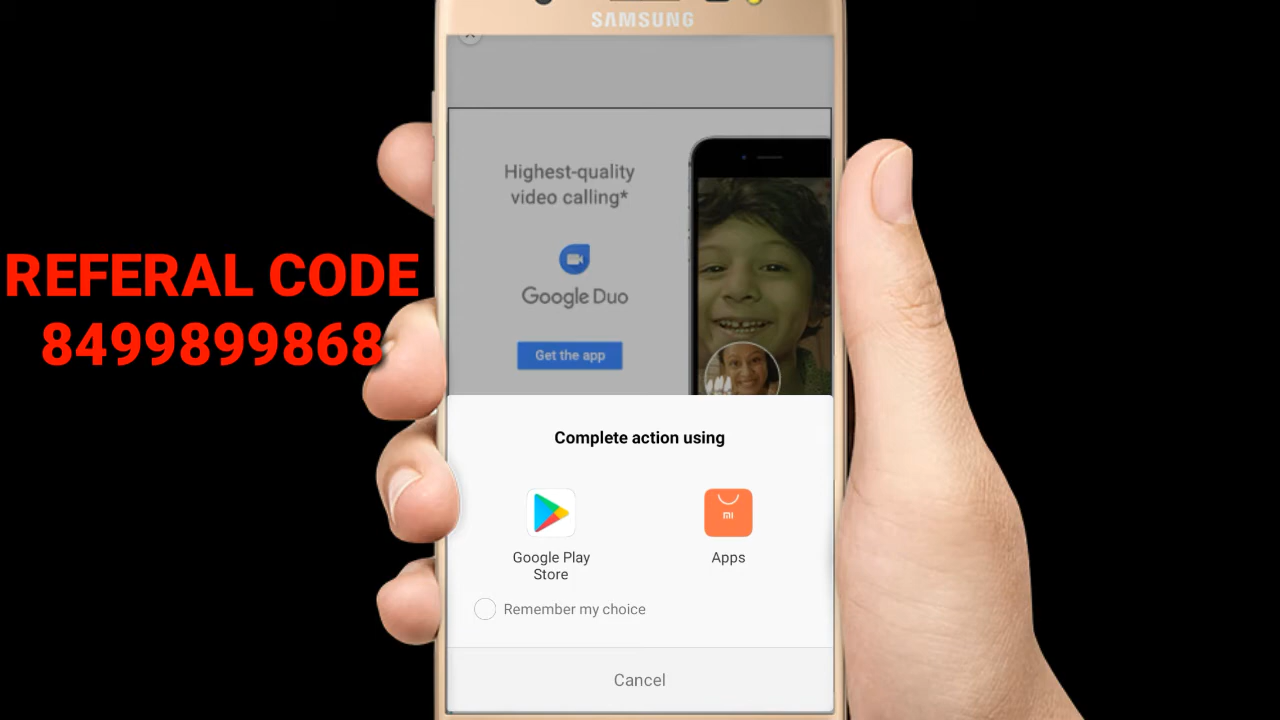 SAMSUNG
Highest-quality
video calling*
Google Duo
Get the app
REFERAL CODE
8499899868
Complete action using
mi
Google Play
Store
Apps
Remember my choice
Cancel